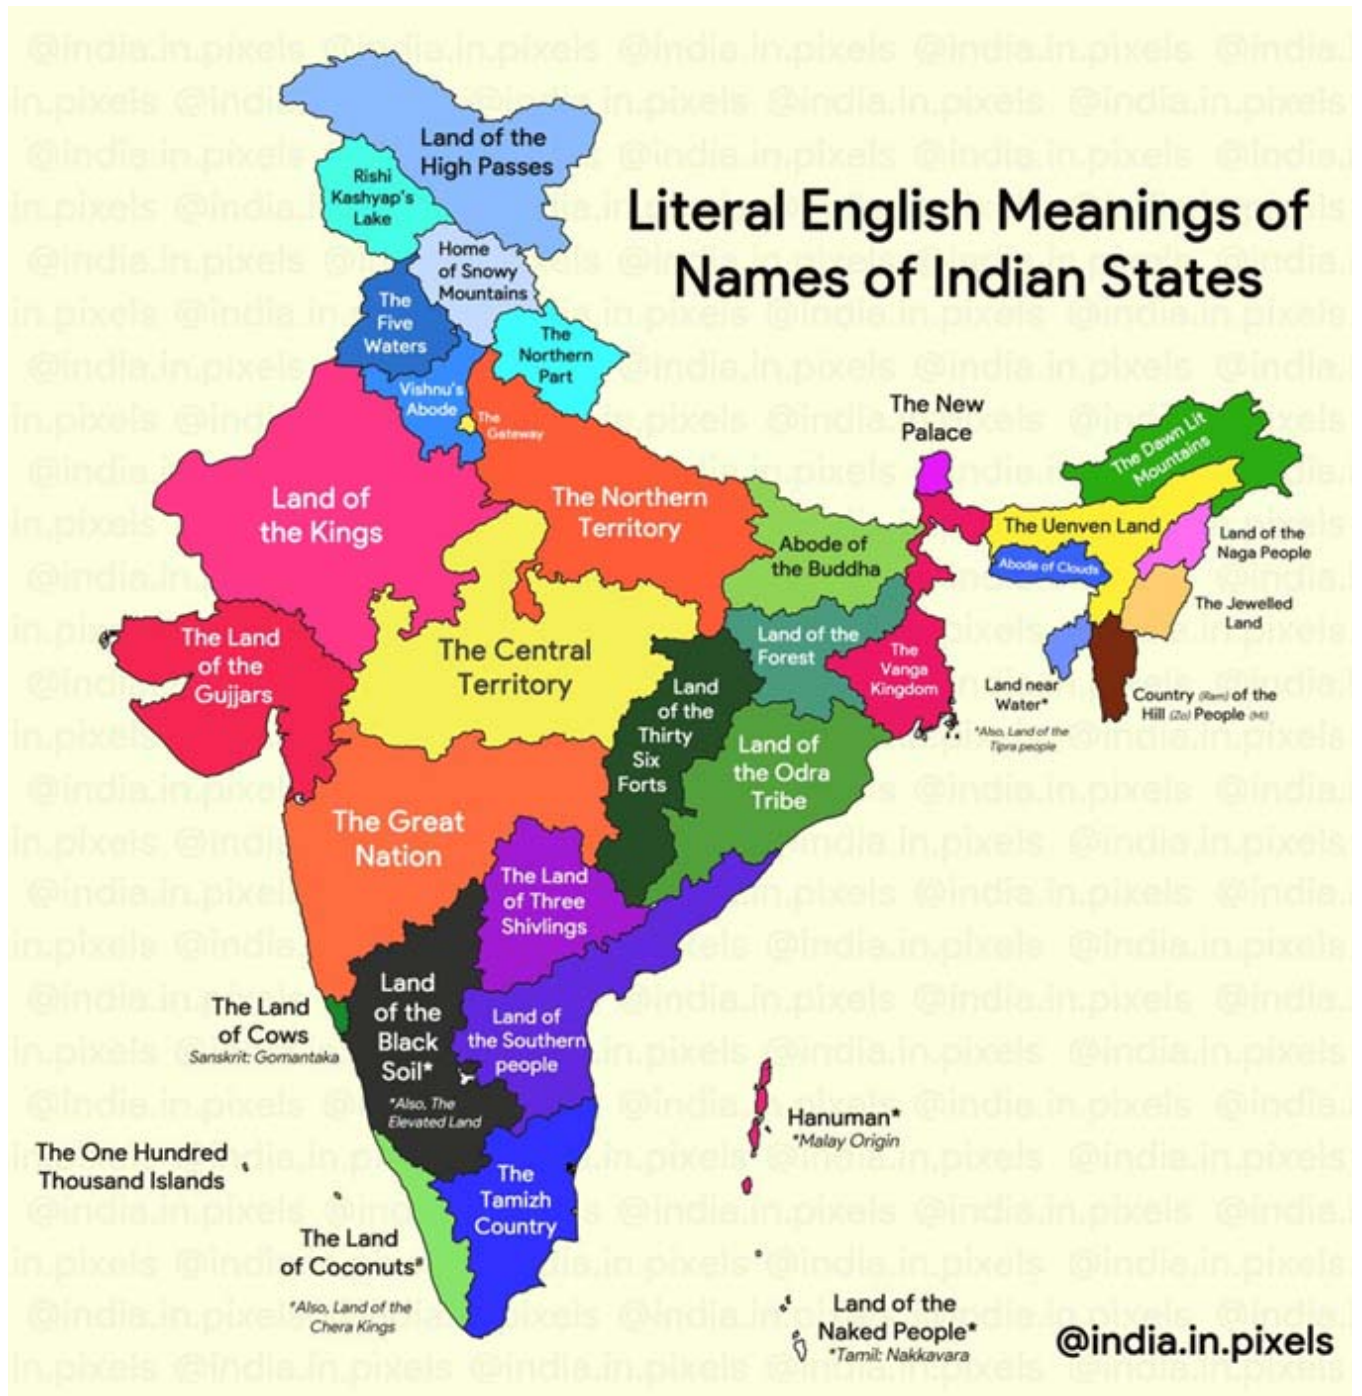 Literal English Meanings of
Names of Indian States
Land of the
High Passes
Rishi
Kashyap's
Lake
Home
of Snowy
Mountains
The
Five
Waters
The
Northern
Part
Vishnu's
Abode
The
Gateway
Land of
the Kings
The Northern
Territory
The New
Palace
The Dawn Lit
Mountains
The Uenven Land
Abode of Clouds
Land of the
Naga People
The Jewelled
Land
Abode of
the Buddha
Land of the
Forest
The
Vanga
Kingdom
Land near
Water*
*Also, Land of the
Tipra people
Country (Ram) of the
Hill (Zo) People (Mi)
The Land
of the
Gujjars
The Central
Territory
Land
of the
Thirty
Six
Forts
Land of
the Odra
Tribe
The Great
Nation
The Land
of Three
Shivlings
Land
of the
Black
Soil*
*Also, The
Elevated Land
Land of
the Southern
people
The Land
of Cows
Sanskrit: Gomantaka
The One Hundred
Thousand Islands
The
Tamizh
Country
Hanuman*
*Malay Origin
The Land
of Coconuts*
*Also, Land of the
Chera Kings
Land of the
Naked People*
*Tamil: Nakkavara
@india.in.pixels